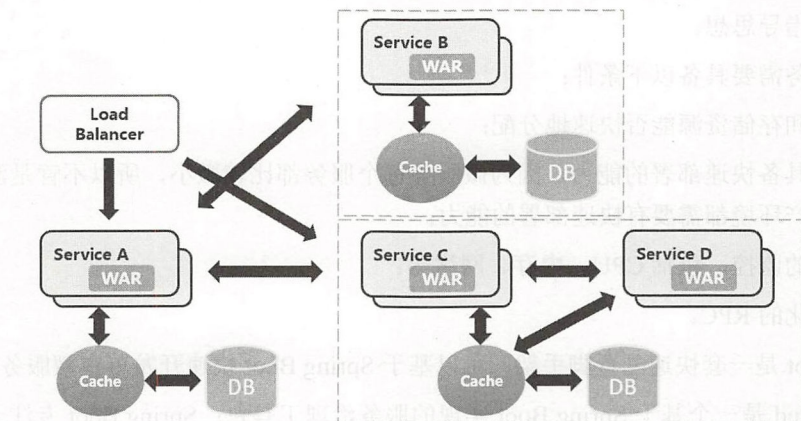 Load
Balancer
Service B
WAR
Cache
DB
Service A
WAR
Cache
DB
Service C
WAR
Cache
DB
Service D
WAR